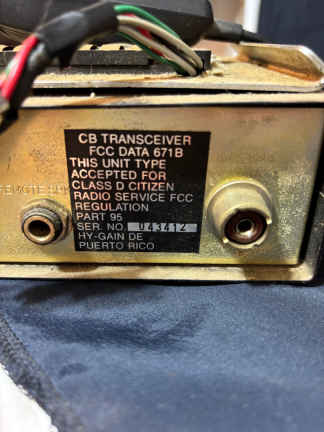 CB TRANSCEIVER
FCC DATA 671B
THIS UNIT TYPE
ACCEPTED FOR
CLASS D CITIZEN
RADIO SERVICE FCC
REGULATION
PART 95
SER. NO. 043412
HY-GAIN DE
PUERTO RICO